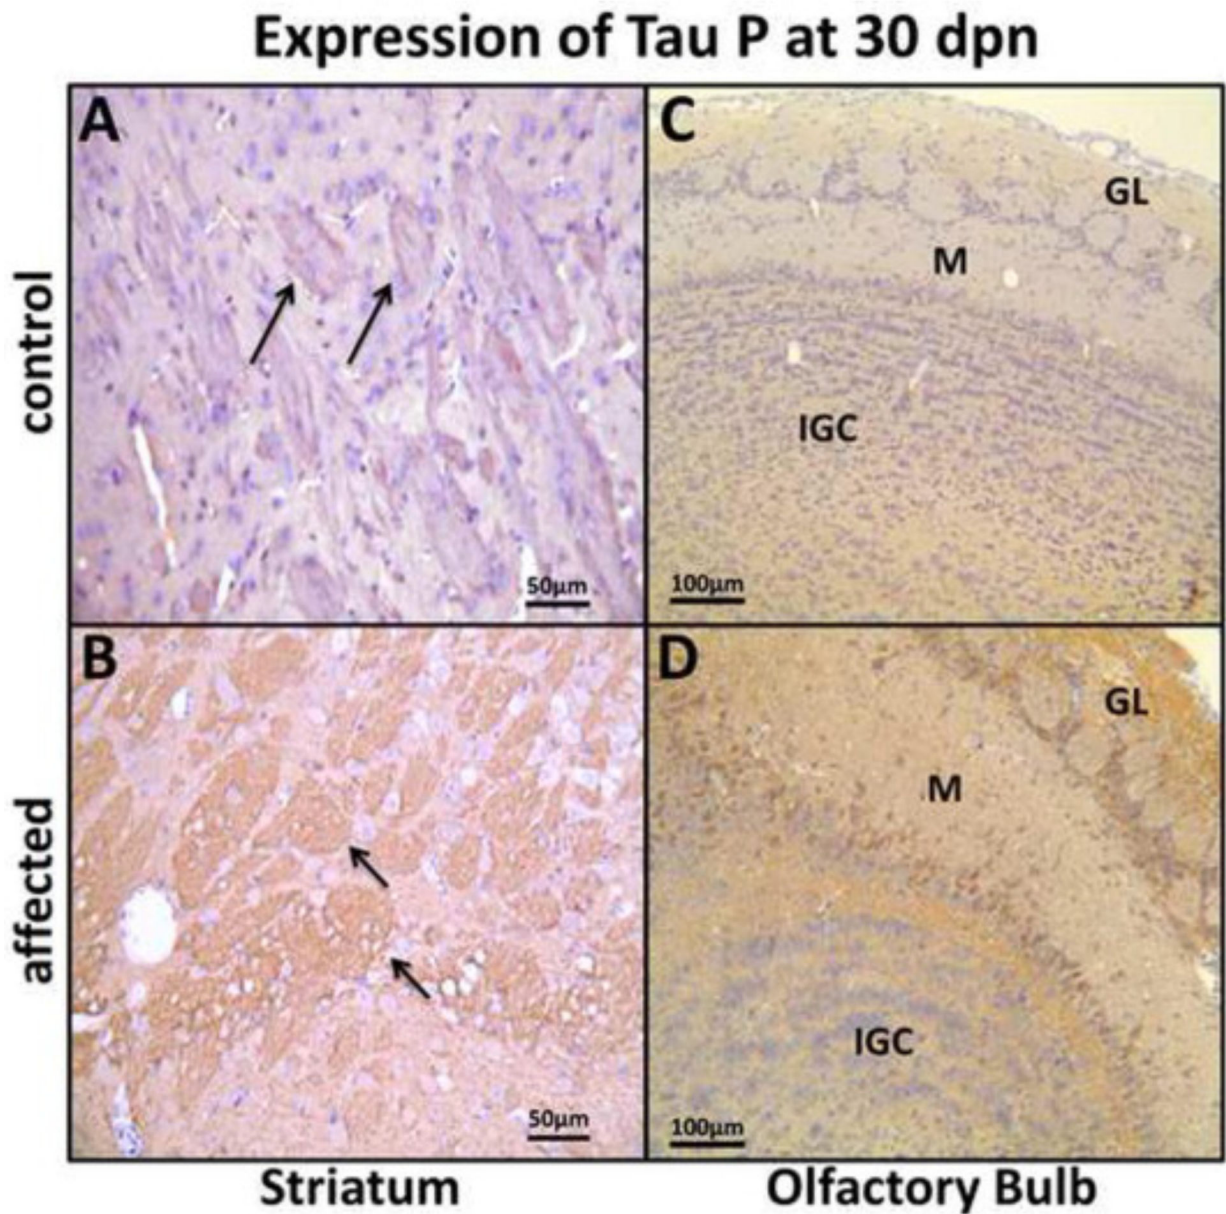 Expression of Tau P at 30 dpn
control
A
50µm
C
GL
M
IGC
100µm
affected
B
50µm
D
GL
M
IGC
100µm
Striatum
Olfactory Bulb